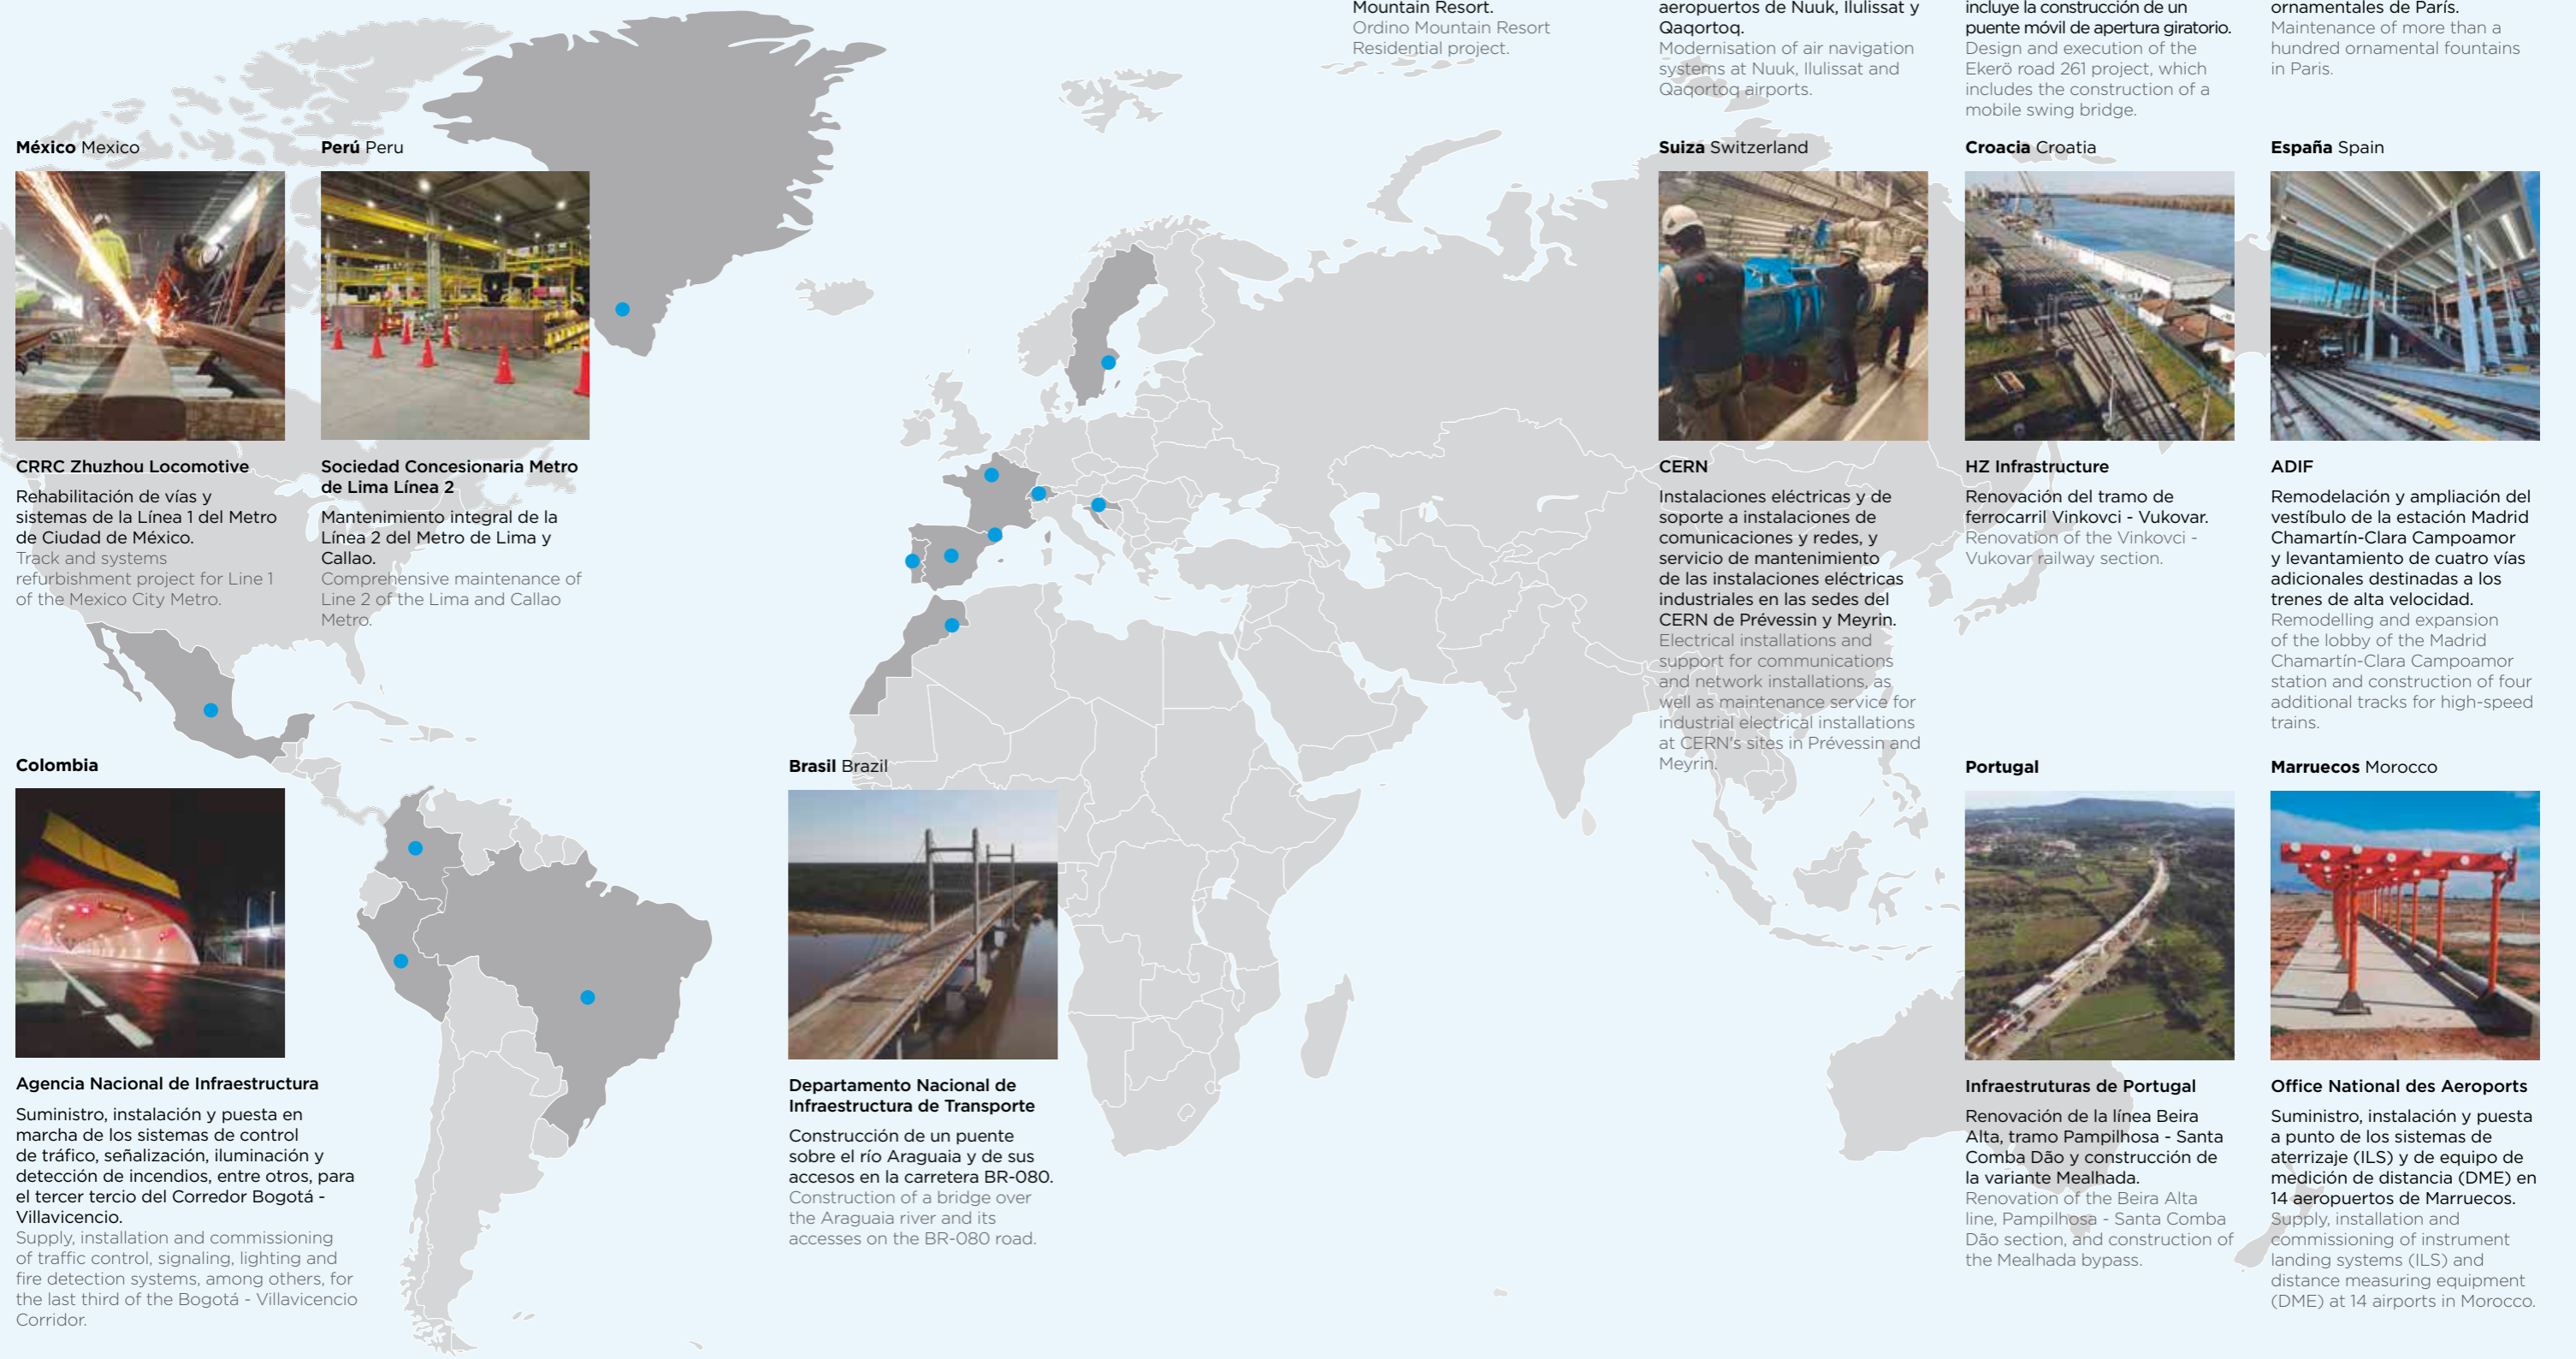 Mountain Resort.
Ordino Mountain Resort
Residential project.
aeropuertos de Nuuk, Ilulissat y
Qaqortoq.
Modernisation of air navigation
systems at Nuuk, Ilulissat and
Qaqortoq airports.
incluye la construcción de un
puente móvil de apertura giratorio.
Design and execution of the
Ekerö road 261 project, which
includes the construction of a
mobile swing bridge.
ornamentales de París.
Maintenance of more than a
hundred ornamental fountains
in Paris.
México Mexico
CRRC Zhuzhou Locomotive
Rehabilitación de vías y
sistemas de la Línea 1 del Metro
de Ciudad de México.
Track and systems
refurbishment project for Line 1
of the Mexico City Metro.
Perú Peru
Sociedad Concesionaria Metro
de Lima Línea 2
Mantenimiento integral de la
Línea 2 del Metro de Lima y
Callao.
Comprehensive maintenance of
Line 2 of the Lima and Callao
Metro.
Suiza Switzerland
CERN
Instalaciones eléctricas y de
soporte a instalaciones de
comunicaciones y redes, y
servicio de mantenimiento
de las instalaciones eléctricas
industriales en las sedes del
CERN de Prévessin y Meyrin.
Electrical installations and
support for communications
and network installations, as
well as maintenance service for
industrial electrical installations
at CERN's sites in Prévessin and
Meyrin.
Croacia Croatia
HZ Infrastructure
Renovación del tramo de
ferrocarril Vinkovci - Vukovar.
Renovation of the Vinkovci -
Vukovar railway section.
España Spain
ADIF
Remodelación y ampliación del
vestíbulo de la estación Madrid
Chamartín-Clara Campoamor
y levantamiento de cuatro vías
adicionales destinadas a los
trenes de alta velocidad.
Remodelling and expansion
of the lobby of the Madrid
Chamartín-Clara Campoamor
station and construction of four
additional tracks for high-speed
trains.
Colombia
Agencia Nacional de Infraestructura
Suministro, instalación y puesta en
marcha de los sistemas de control
de tráfico, señalización, iluminación y
detección de incendios, entre otros, para
el tercer tercio del Corredor Bogotá -
Villavicencio.
Supply, installation and commissioning
of traffic control, signaling, lighting and
fire detection systems, among others, for
the last third of the Bogotá - Villavicencio
Corridor.
Brasil Brazil
Departamento Nacional de
Infraestructura de Transporte
Construcción de un puente
sobre el río Araguaia y de sus
accesos en la carretera BR-080.
Construction of a bridge over
the Araguaia river and its
accesses on the BR-080 road.
Portugal
Infraestruturas de Portugal
Renovación de la línea Beira
Alta, tramo Pampilhosa - Santa
Comba Dão y construcción de
la variante Mealhada.
Renovation of the Beira Alta
line, Pampilhosa - Santa Comba
Dão section, and construction of
the Mealhada bypass.
Marruecos Morocco
Office National des Aeroports
Suministro, instalación y puesta
a punto de los sistemas de
aterrizaje (ILS) y de equipo de
medición de distancia (DME) en
14 aeropuertos de Marruecos.
Supply, installation and
commissioning of instrument
landing systems (ILS) and
distance measuring equipment
(DME) at 14 airports in Morocco.